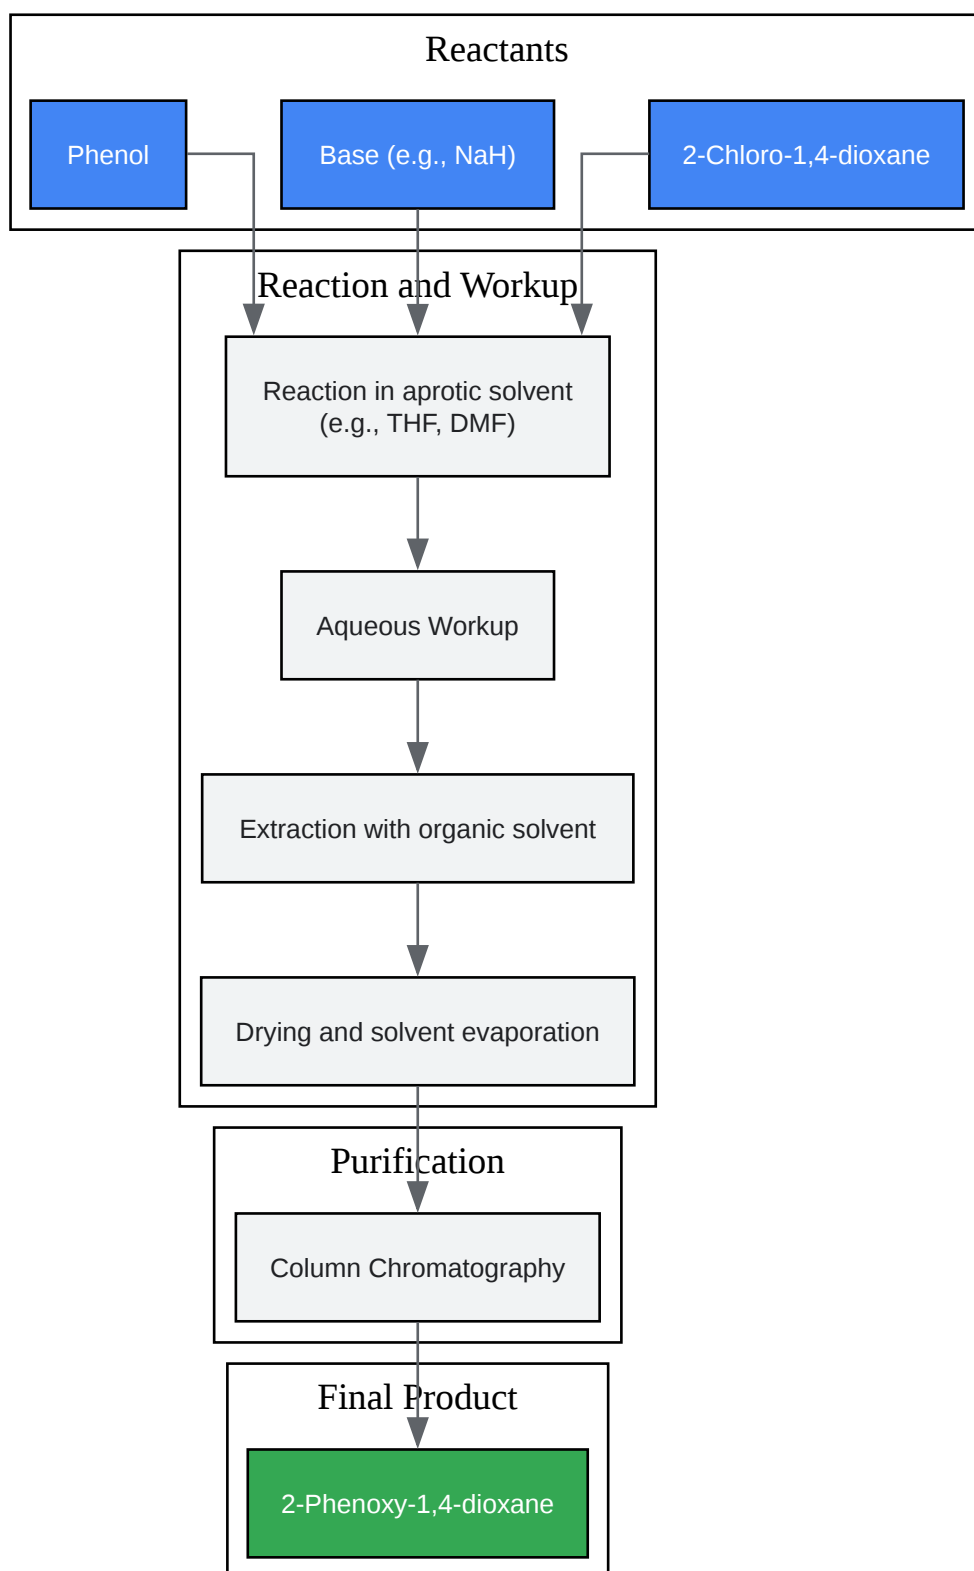 Reactants
Phenol
Base (e.g., NaH)
2-Chloro-1,4-dioxane
Reaction and Workup
Reaction in aprotic solvent
(e.g., THF, DMF)
Aqueous Workup
Extraction with organic solvent
Drying and solvent evaporation
Purification
Column Chromatography
Final Product
2-Phenoxy-1,4-dioxane